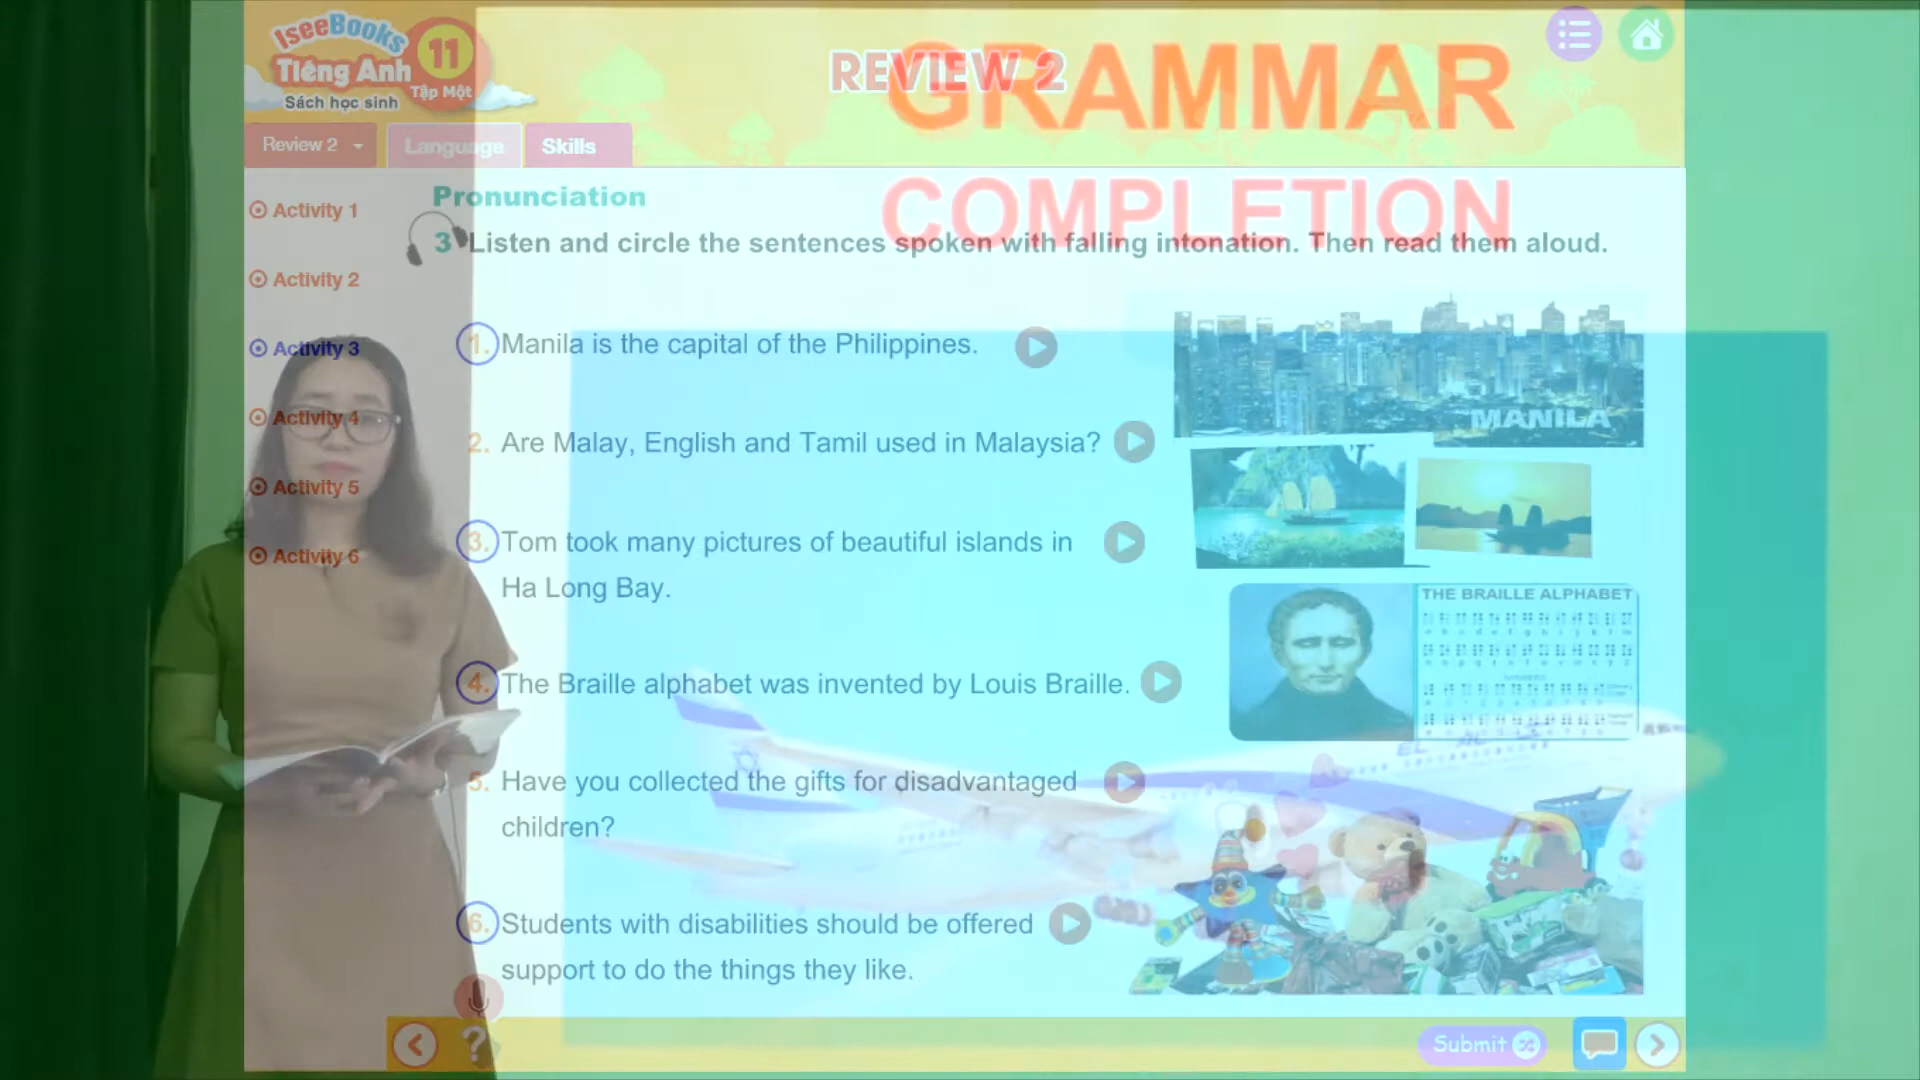 IseeBooks
Tiếng Anh
11
Tập Một
Sách học sinh
REVIEW 2
GRAMMAR
COMPLETION
Review 2
Language
Skills
Activity 1
Activity 2
Activity 3
Activity 4
Activity 5
Activity 6
Pronunciation
3 Listen and circle the sentences spoken with falling intonation. Then read them aloud.
1. Manila is the capital of the Philippines.
MANILA
2. Are Malay, English and Tamil used in Malaysia?
3. Tom took many pictures of beautiful islands in
Ha Long Bay.
THE BRAILLE ALPHABET
4. The Braille alphabet was invented by Louis Braille.
5. Have you collected the gifts for disadvantaged
children?
6. Students with disabilities should be offered
support to do the things they like.
EL AL
?
Submit